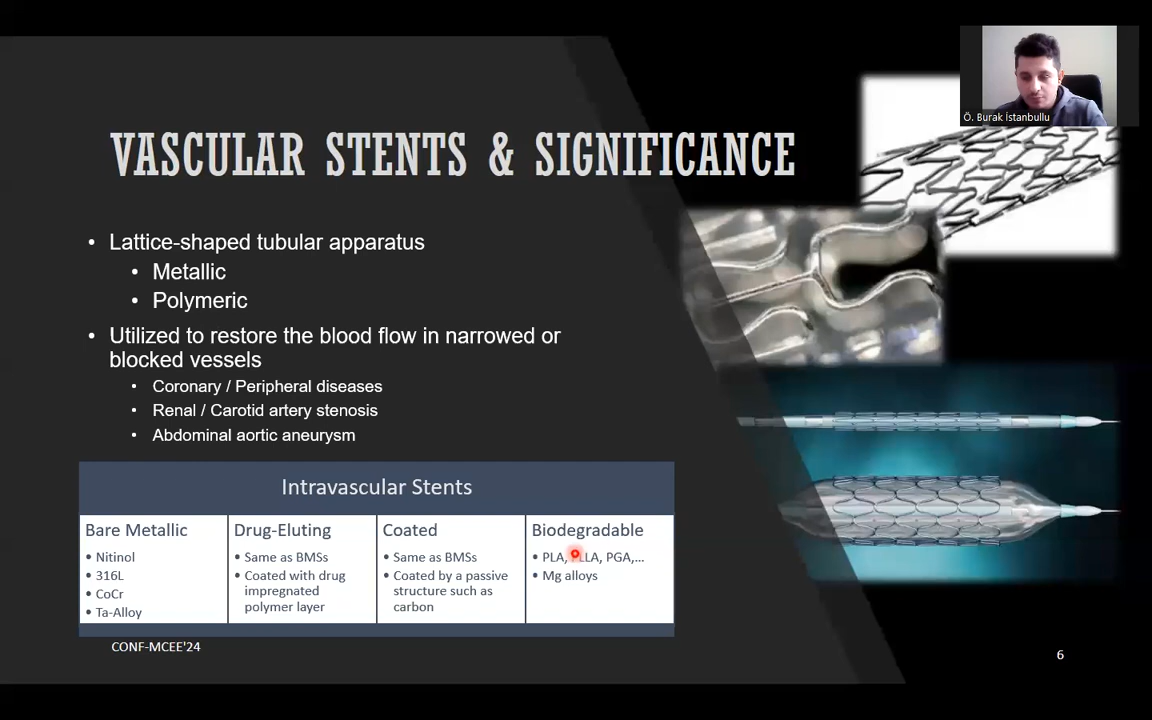 Ö. Burak İstanbullu
VASCULAR STENTS & SIGNIFICANCE
• Lattice-shaped tubular apparatus
• Metallic
• Polymeric
• Utilized to restore the blood flow in narrowed or
blocked vessels
• Coronary / Peripheral diseases
• Renal / Carotid artery stenosis
• Abdominal aortic aneurysm
Intravascular Stents
Bare Metallic
• Nitinol
• 316L
• CoCr
• Ta-Alloy
Drug-Eluting
• Same as BMSs
• Coated with drug
impregnated
polymer layer
Coated
• Same as BMSs
• Coated by a passive
structure such as
carbon
Biodegradable
• PLA, PGA,...
• Mg alloys
CONF-MCEE'24
6